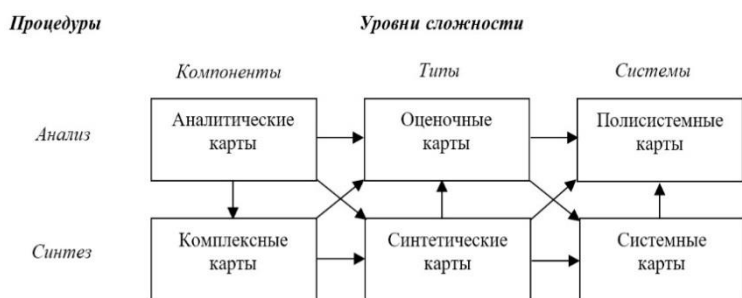 Процедуры Уровни сложности
Компоненты Типы Системы
Анализ
Аналитические карты
Оценочные карты
Полисистемные карты
Синтез
Комплексные карты
Синтетические карты
Системные карты